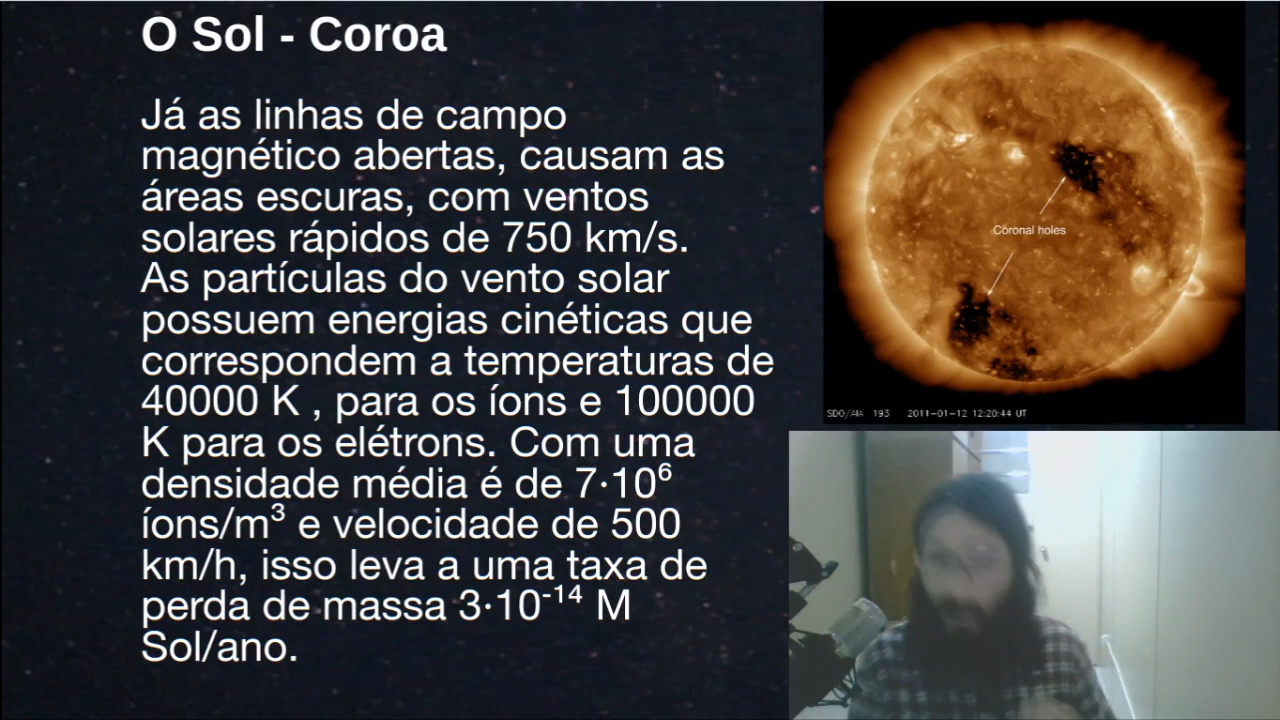 O Sol - Coroa
Já as linhas de campo
magnético abertas, causam as
áreas escuras, com ventos
solares rápidos de 750 km/s.
As partículas do vento solar
possuem energias cinéticas que
correspondem a temperaturas de
40000 K , para os íons e 100000
K para os elétrons. Com uma
densidade média é de 7·10⁶
íons/m³ e velocidade de 500
km/h, isso leva a uma taxa de
perda de massa 3·10⁻¹⁴ M
Sol/ano.
Coronal holes
SDO/AIA 193 2011-01-12 12:20:44 UT